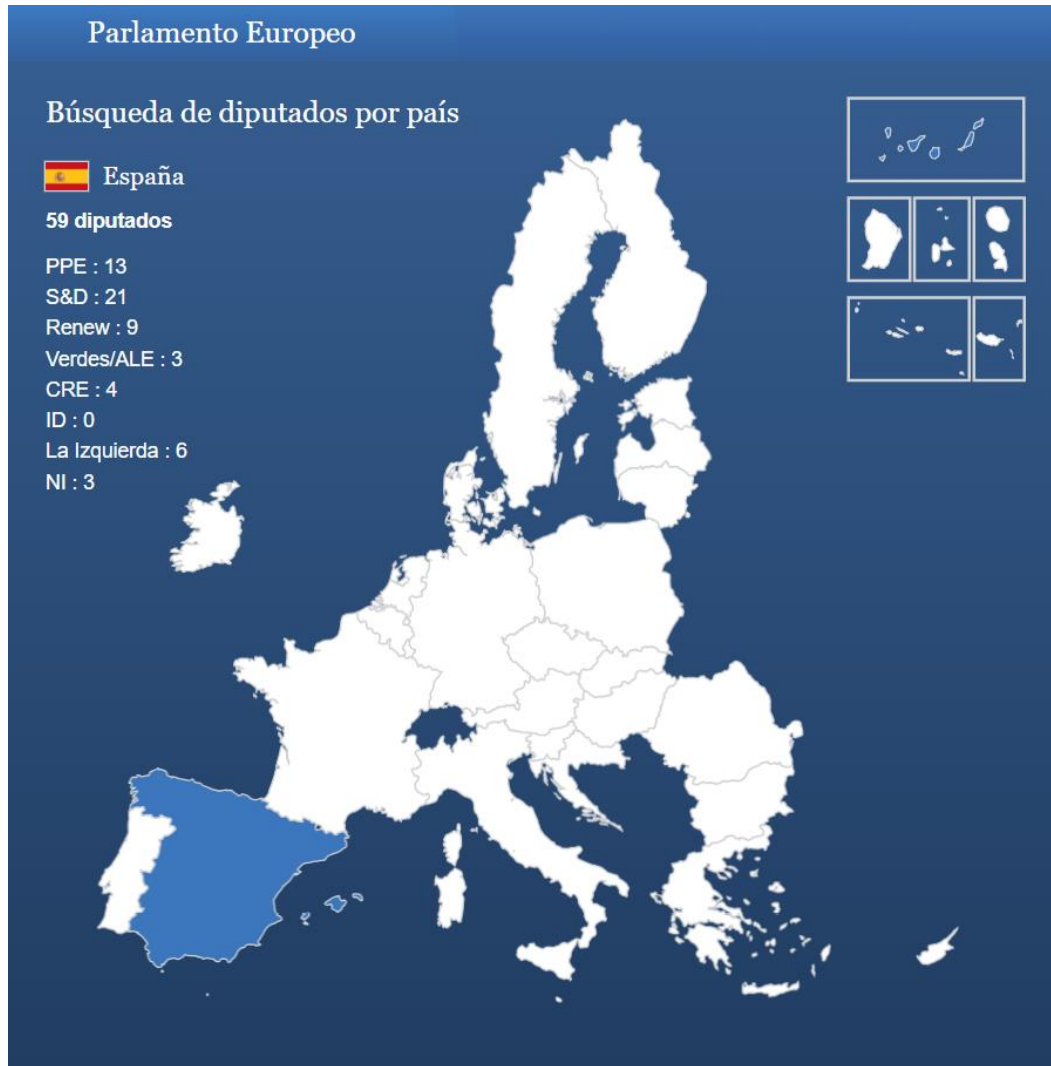 Parlamento Europeo
Búsqueda de diputados por país
España
59 diputados
PPE : 13
S&D : 21
Renew : 9
Verdes/ALE : 3
CRE : 4
ID : 0
La Izquierda : 6
NI : 3